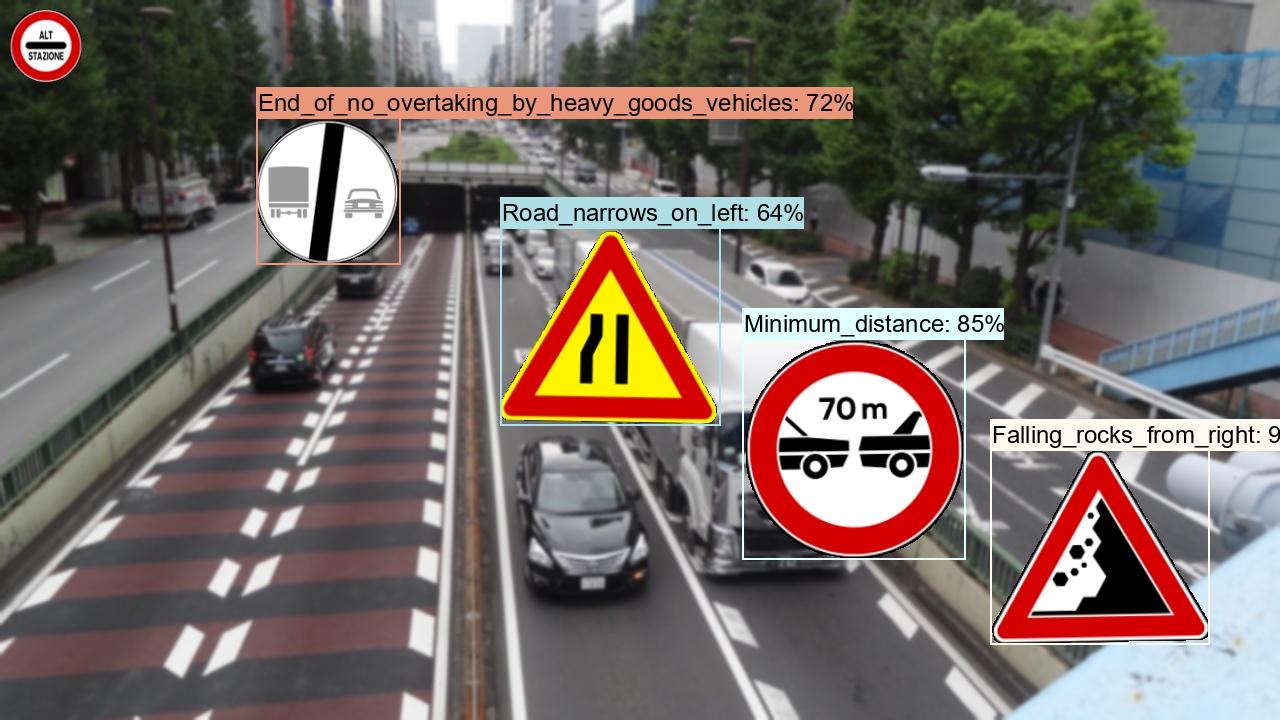 ALT
STAZIONE
End_of_no_overtaking_by_heavy_goods_vehicles: 72%
Road_narrows_on_left: 64%
Minimum_distance: 85%
70 m
Falling_rocks_from_right: 9